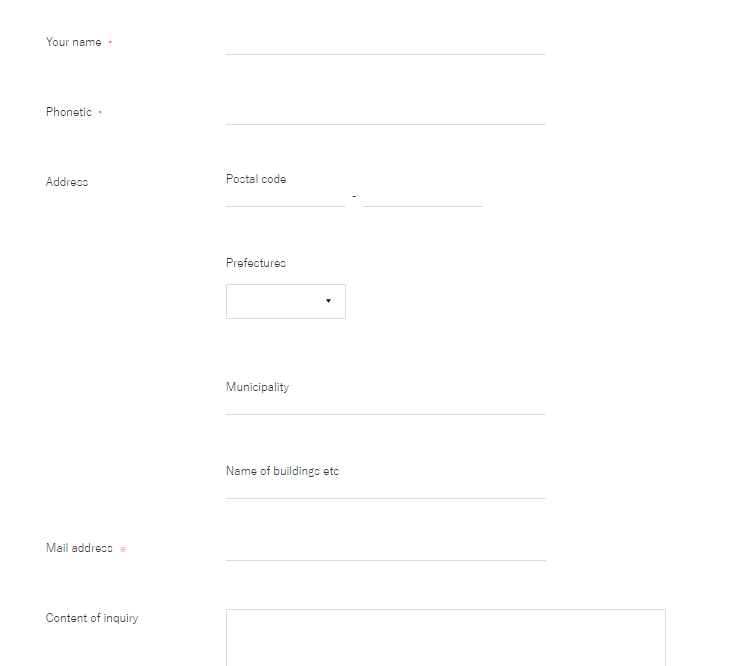 Your name *
Phonetic *
Address
Postal code
-
Prefectures
Municipality
Name of buildings etc
Mail address ※
Content of inquiry